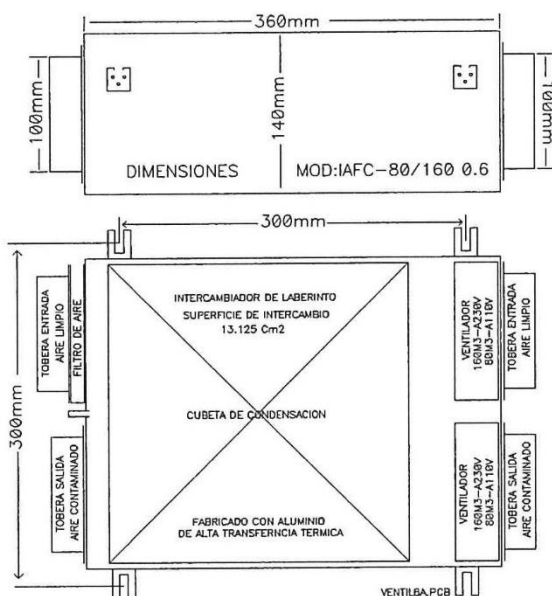 360mm
100mm
140mm
100mm
DIMENSIONES
MOD:IAFC-80/160 0.6
300mm
300mm
TOBERA ENTRADA
AIRE LIMPIO
FILTRO DE AIRE
INTERCAMBIADOR DE LABERINTO
SUPERFICIE DE INTERCAMBIO
13.125 Cm2
VENTILADOR
160M3-A230V
80M3-A110V
TOBERA ENTRADA
AIRE LIMPIO
CUBETA DE CONDENSACION
TOBERA SALIDA
AIRE CONTAMINADO
FABRICADO CON ALUMINIO
DE ALTA TRANSFERNCIA TERMICA
VENTILADOR
160M3-A230V
80M3-A110V
TOBERA SALIDA
AIRE CONTAMINADO
VENTIL8A.PCB